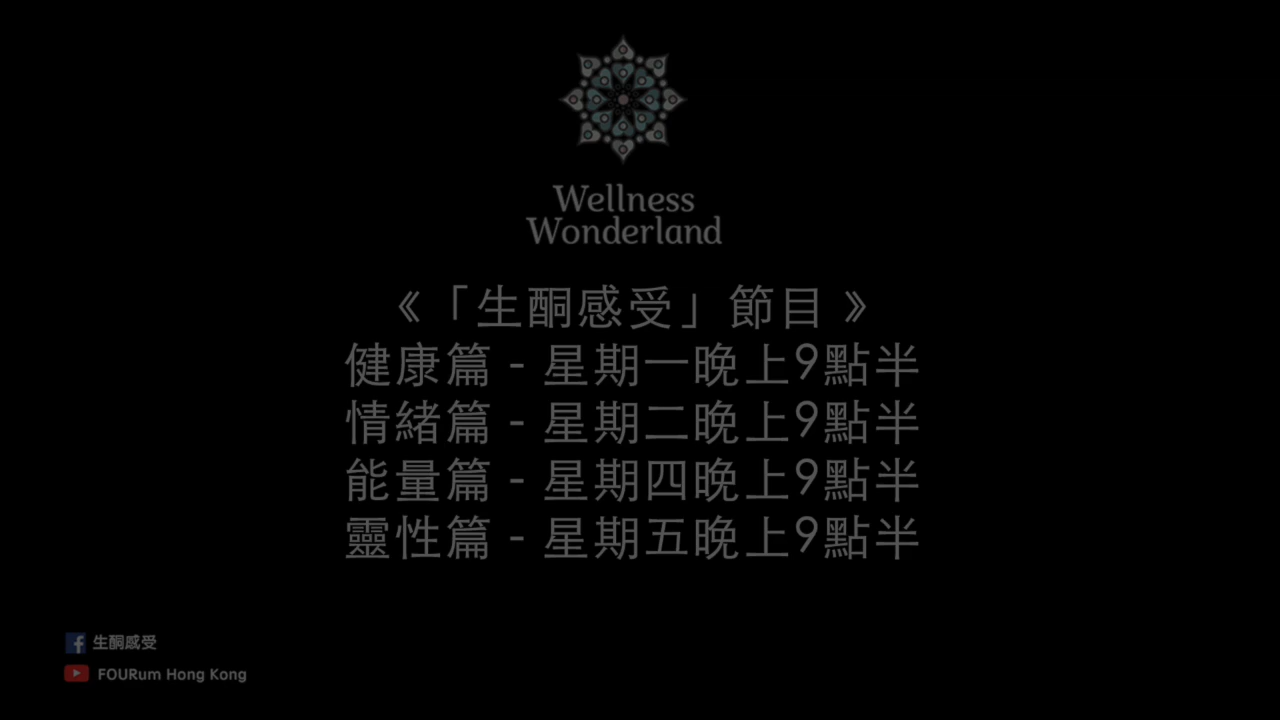 Wellness
Wonderland
《「生酮感受」節目 》
健康篇 - 星期一晚上9點半
情緒篇 - 星期二晚上9點半
能量篇 - 星期四晚上9點半
靈性篇 - 星期五晚上9點半
生酮感受
FOURum Hong Kong